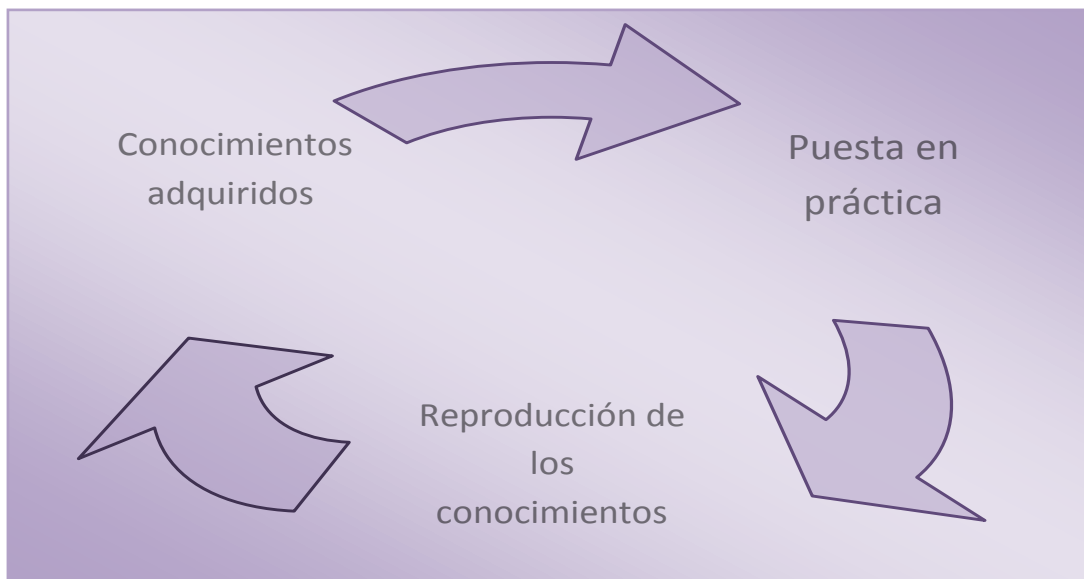 Conocimientos
adquiridos
Puesta en
práctica
Reproducción de
los
conocimientos